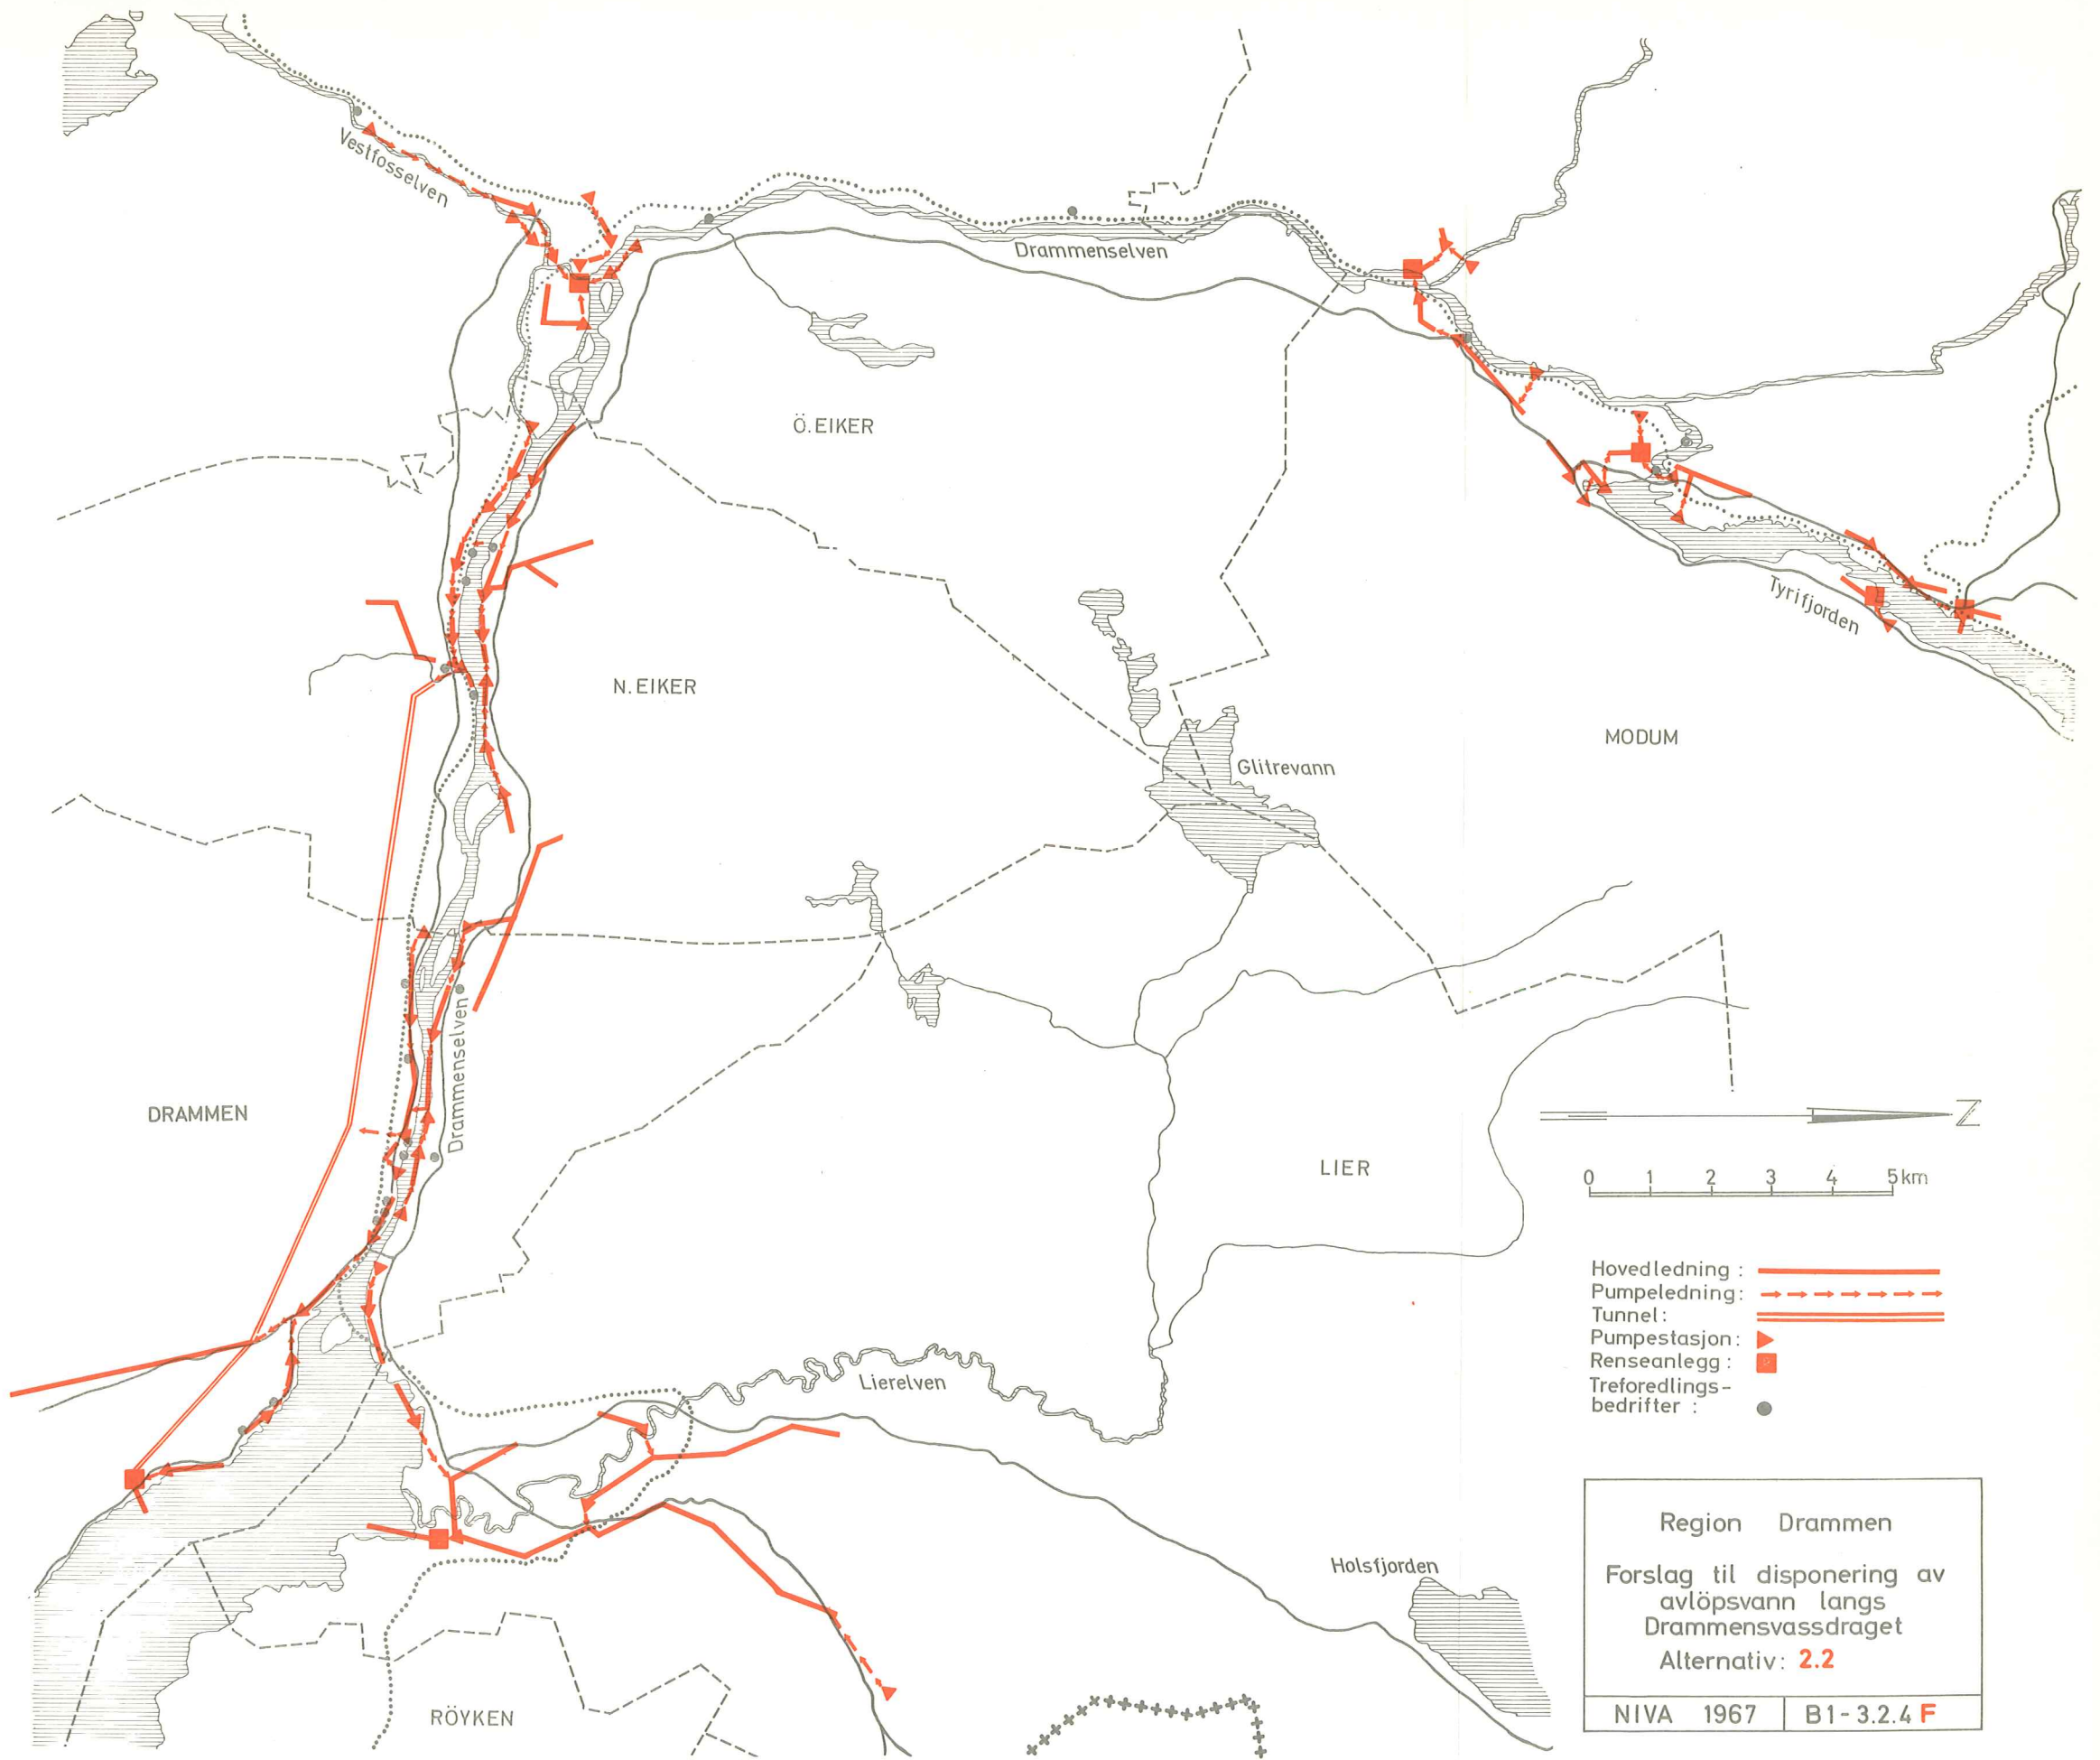 Vestfosselven
Drammenselven
Ö. EIKER
Tyrifjorden
N. EIKER
MODUM
Glitrevann
Drammenselven
DRAMMEN
Z
LIER
0 1 2 3 4 5 km
Hovedledning :
Pumpeledning:
Tunnel:
Pumpestasjon:
Renseanlegg :
Treforedlings-
bedrifter :
Lierelven
Holsfjorden
RÖYKEN
Region Drammen
Forslag til disponering av
avlöpsvann langs
Drammensvassdraget
Alternativ: 2.2
NIVA 1967 B1-3.2.4 F